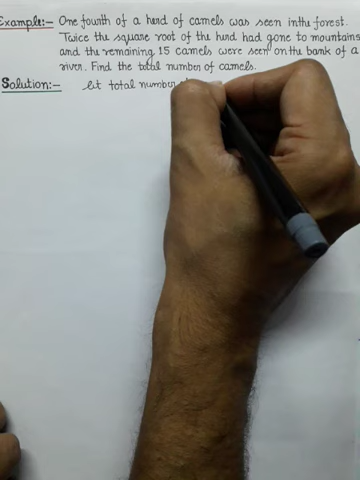 Example:- One fourth of a herd of camels was seen in the forest.
Twice the square root of the herd had gone to mountains
and the remaining 15 camels were seen on the bank of a
river. Find the total number of camels.
Solution:- let total number